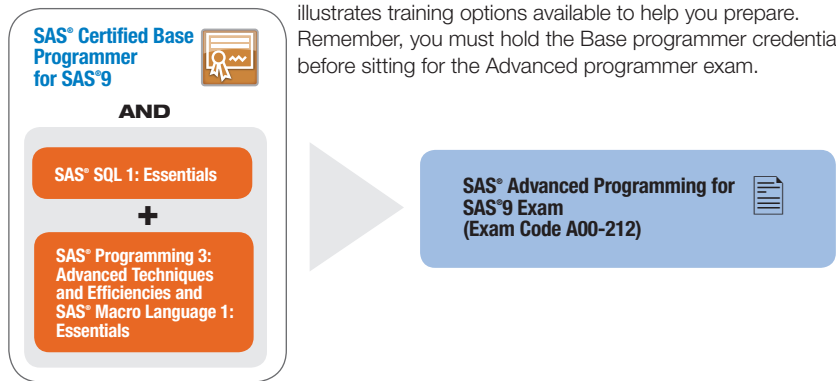 illustrates training options available to help you prepare.
Remember, you must hold the Base programmer credentia
before sitting for the Advanced programmer exam.
SAS® Certified Base
Programmer
for SAS®9
AND
SAS® SQL 1: Essentials
+
SAS® Programming 3:
Advanced Techniques
and Efficiencies and
SAS® Macro Language 1:
Essentials
SAS® Advanced Programming for
SAS®9 Exam
(Exam Code A00-212)